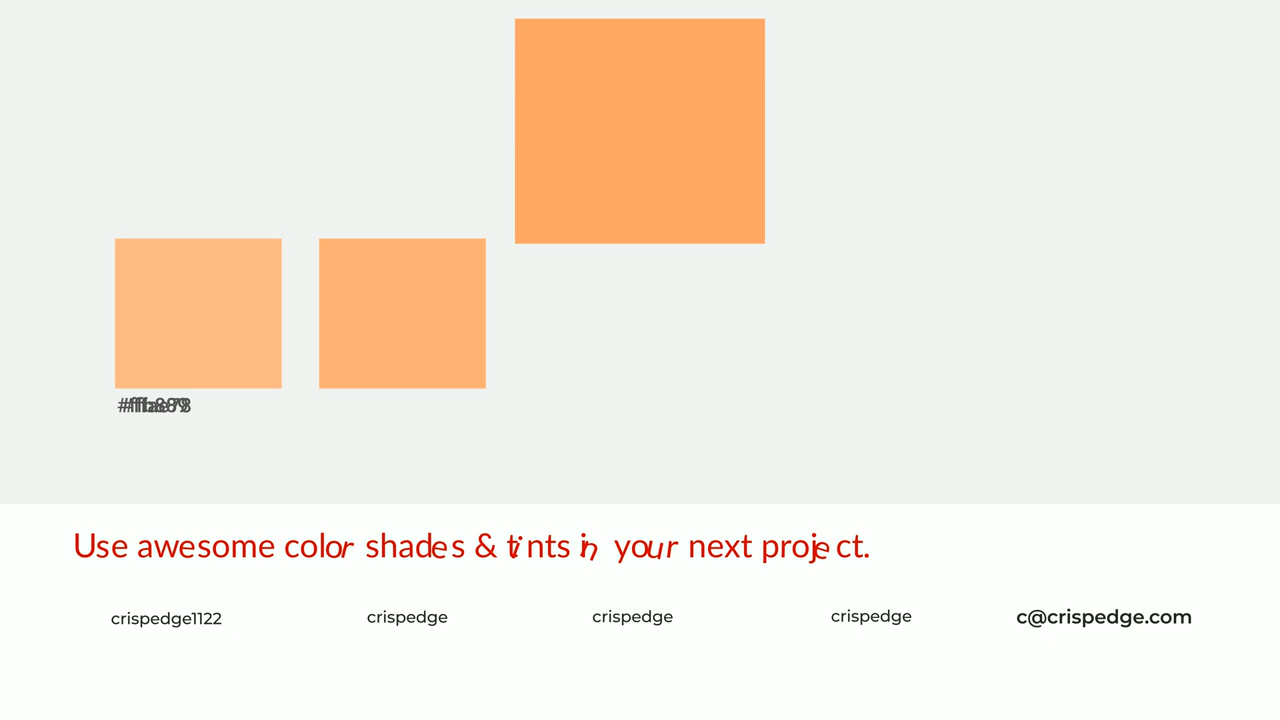 Use awesome color shades & tints in your next project.
crispedge1122 crispedge crispedge crispedge c@crispedge.com